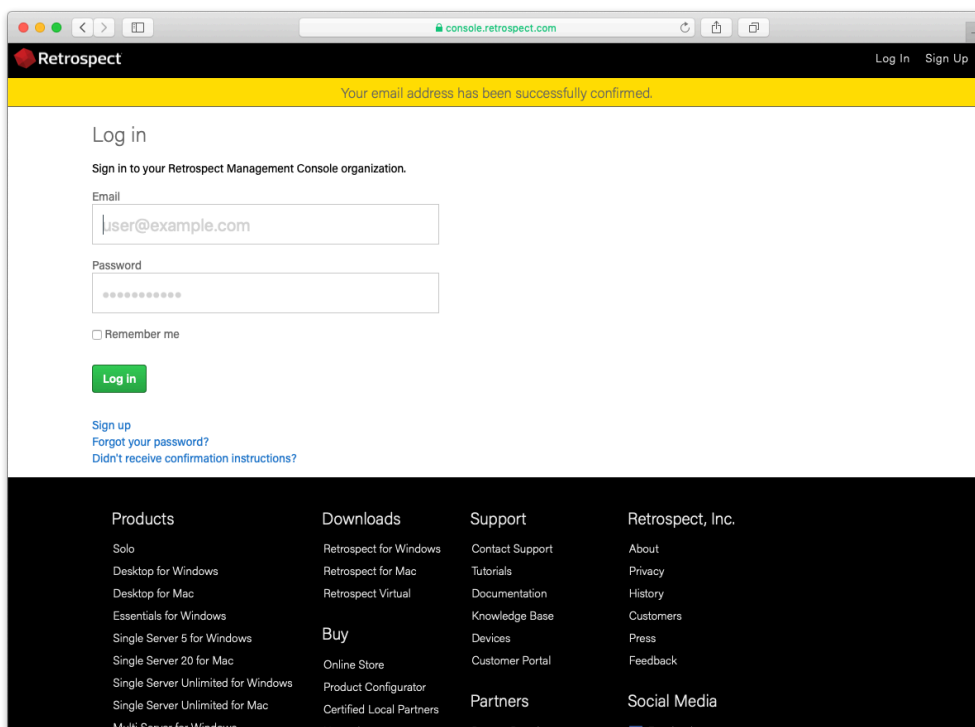 console.retrospect.com
Retrospect
Log In Sign Up
Your email address has been successfully confirmed.
Log in
Sign in to your Retrospect Management Console organization.
Email
user@example.com
Password
Remember me
Log in
Sign up
Forgot your password?
Didn't receive confirmation instructions?
Products
Solo
Desktop for Windows
Desktop for Mac
Essentials for Windows
Single Server 5 for Windows
Single Server 20 for Mac
Single Server Unlimited for Windows
Single Server Unlimited for Mac
Multi Server for Windows
Downloads
Retrospect for Windows
Retrospect for Mac
Retrospect Virtual
Buy
Online Store
Product Configurator
Certified Local Partners
Support
Contact Support
Tutorials
Documentation
Knowledge Base
Devices
Customer Portal
Partners
Retrospect, Inc.
About
Privacy
History
Customers
Press
Feedback
Social Media